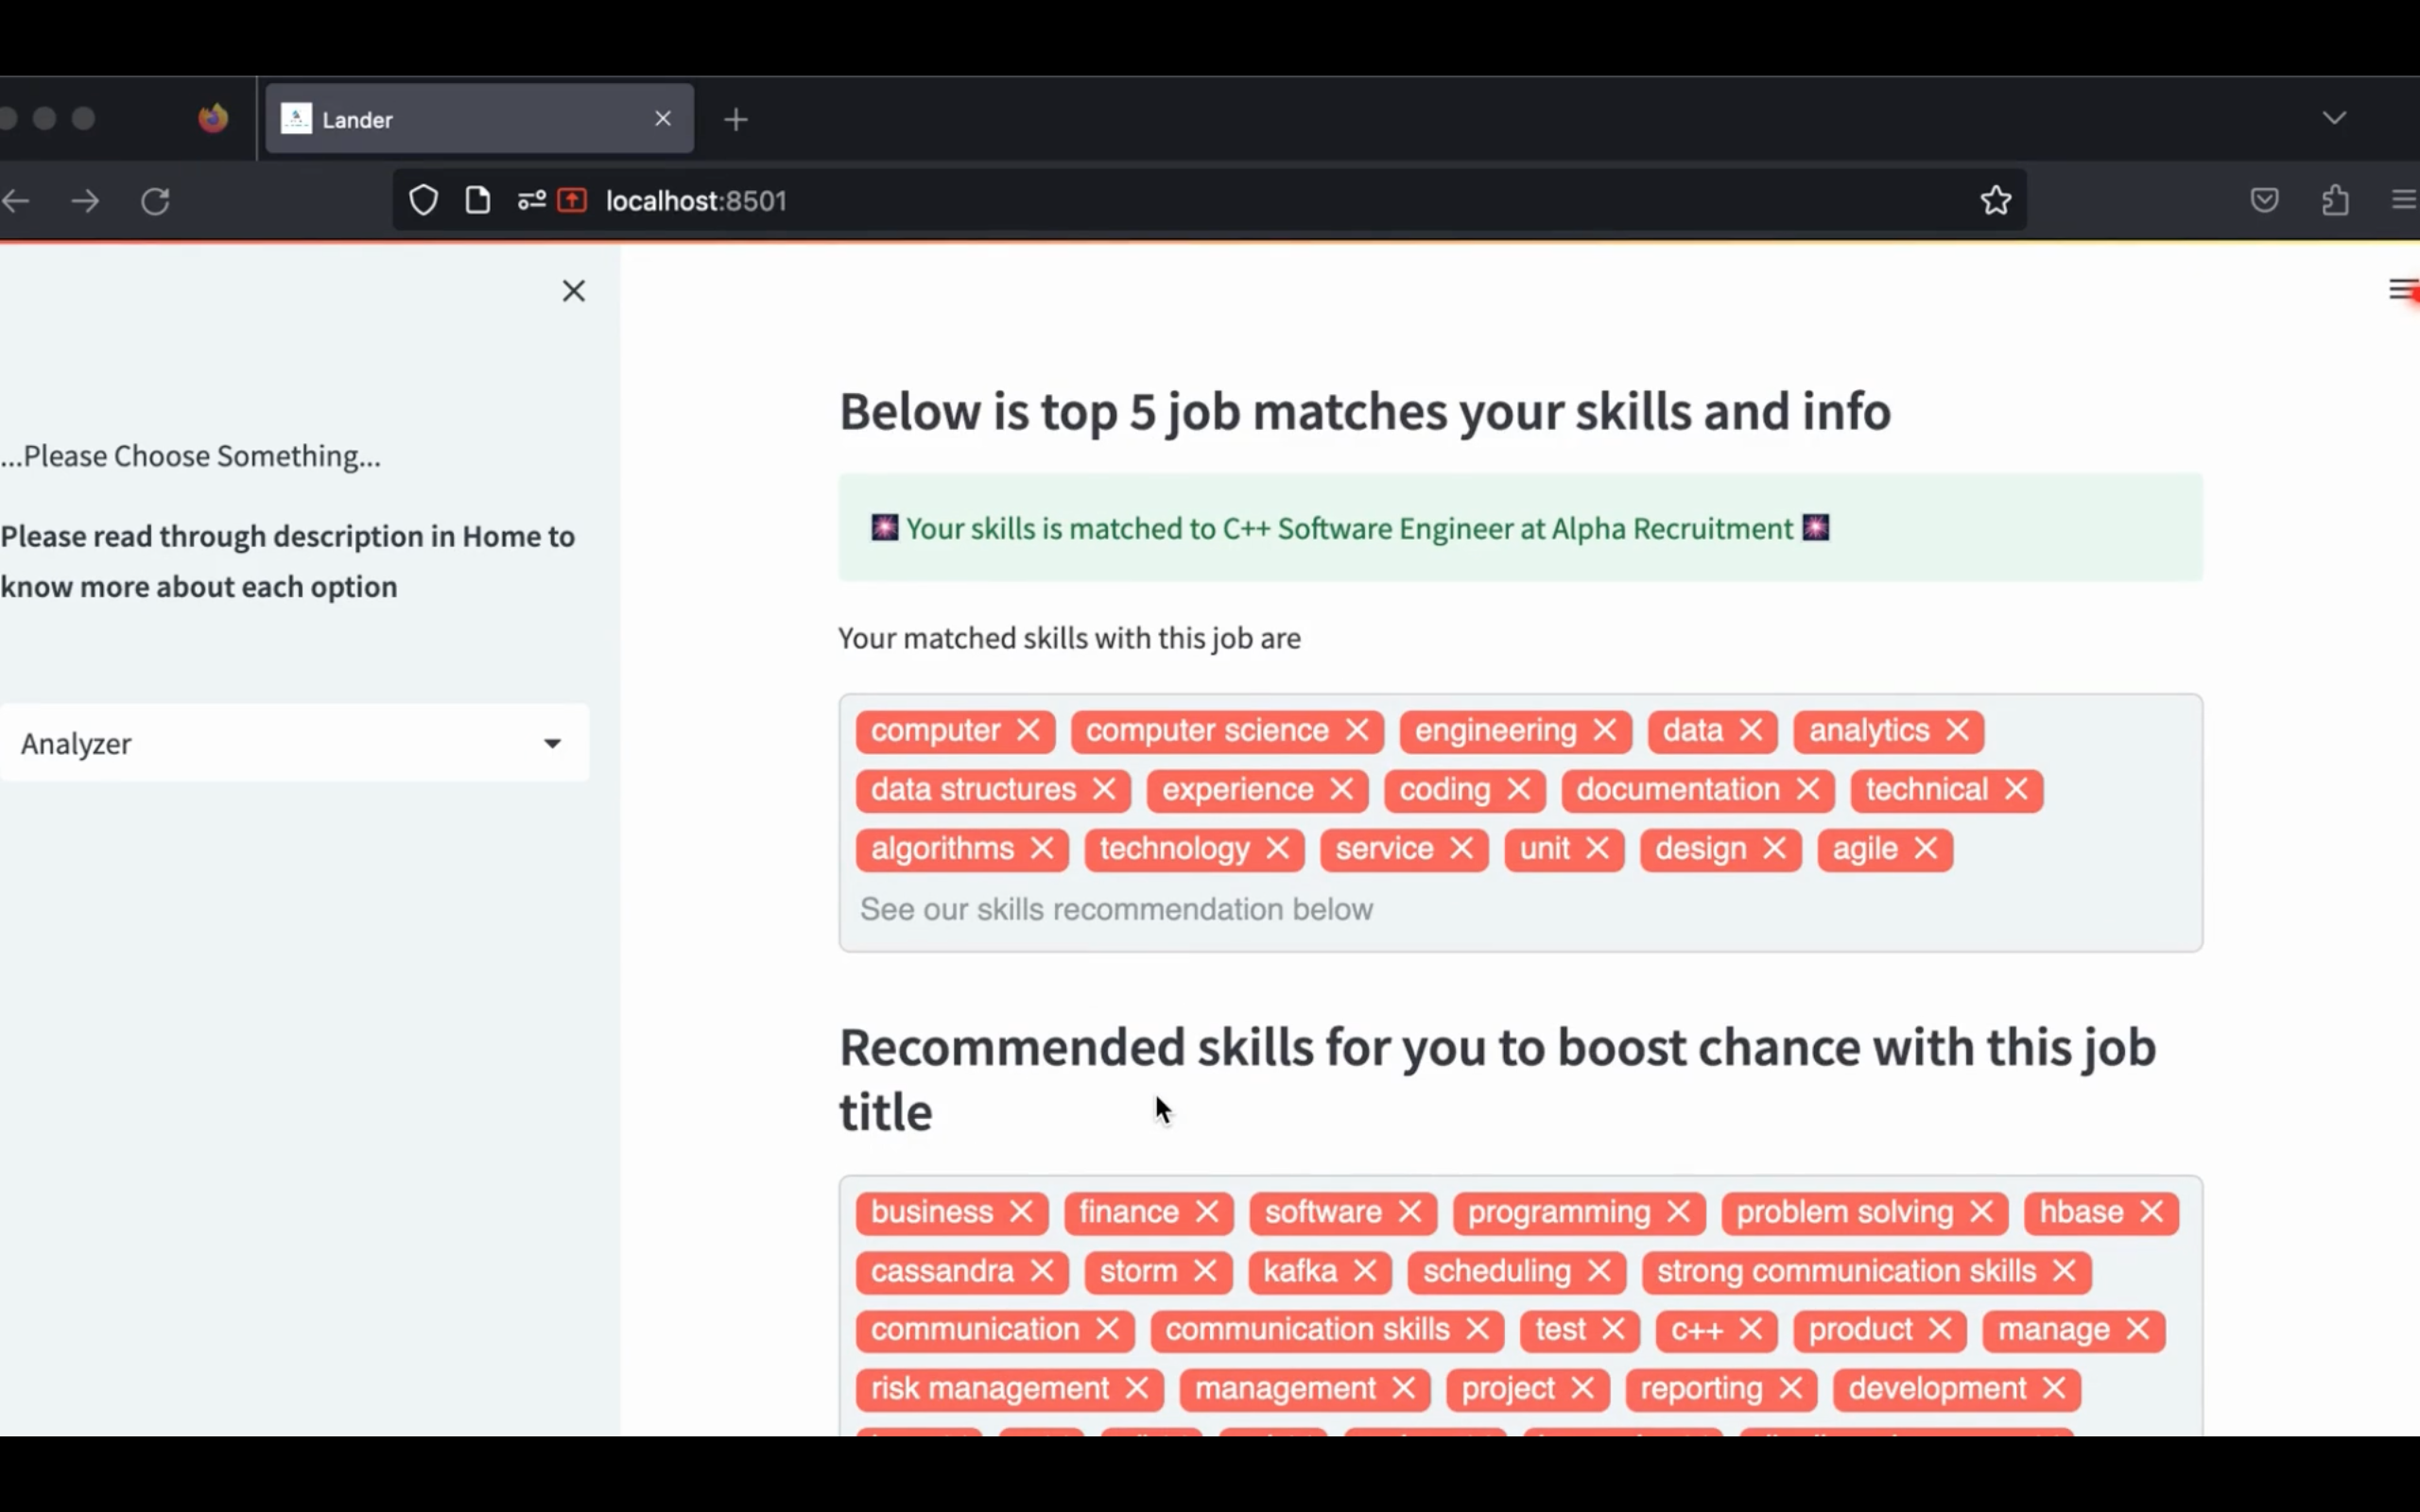 Lander
localhost:8501
...Please Choose Something...
Please read through description in Home to
know more about each option
Analyzer
Below is top 5 job matches your skills and info
Your skills is matched to C++ Software Engineer at Alpha Recruitment
Your matched skills with this job are
computer computer science engineering data analytics
data structures experience coding documentation technical
algorithms technology service unit design agile
See our skills recommendation below
Recommended skills for you to boost chance with this job
title
business finance software programming problem solving hbase
cassandra storm kafka scheduling strong communication skills
communication communication skills test c++ product manage
risk management management project reporting development